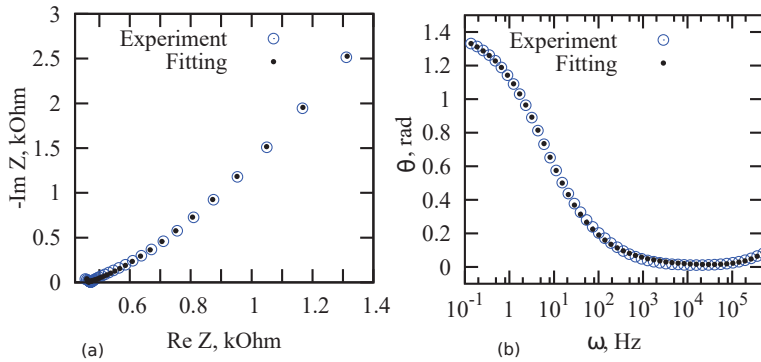 Experiment
Fitting
-Im Z, kOhm
3
2.5
2
1.5
1
0.5
0
0.6 0.8 1 1.2 1.4
Re Z, kOhm
(a)
Experiment
Fitting
θ, rad
1.4
1.2
1
0.8
0.6
0.4
0.2
0
10⁻¹ 1 10¹ 10² 10³ 10⁴ 10⁵
ω, Hz
(b)